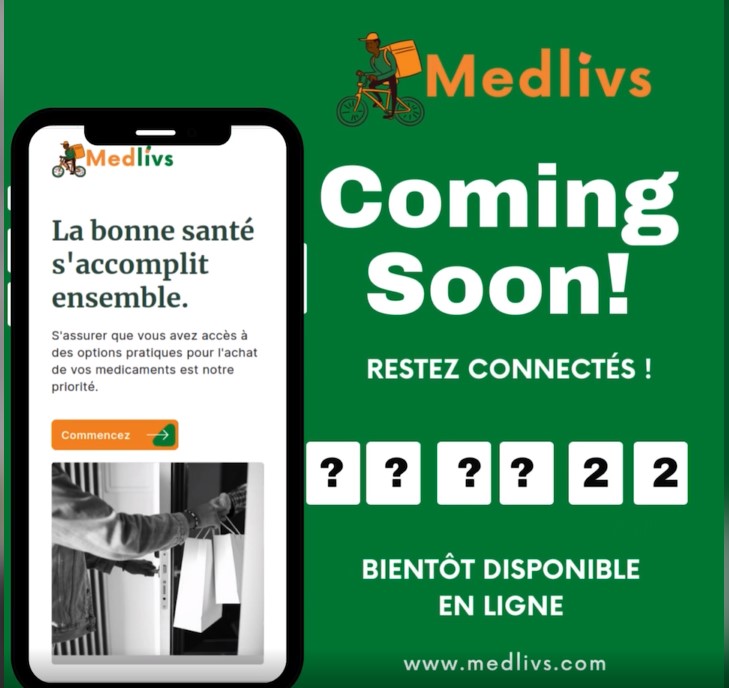 Medlivs
Coming
Soon!
RESTEZ CONNECTÉS !
? ? ? ? 2 2
BIENTÔT DISPONIBLE
EN LIGNE
www.medlivs.com
Medlivs
La bonne santé
s'accomplit
ensemble.
S'assurer que vous avez accès à
des options pratiques pour l'achat
de vos medicaments est notre
priorité.
Commencez